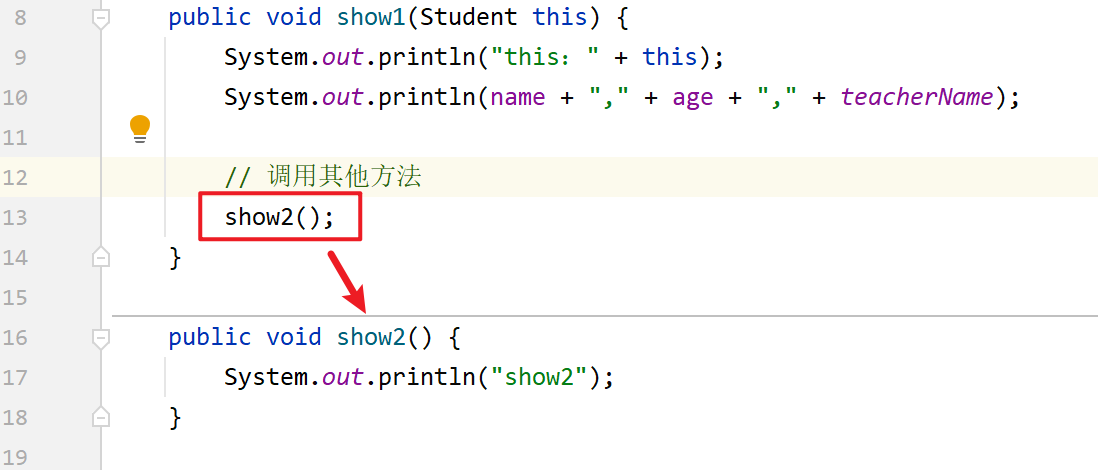 8 public void show1(Student this) {
9 System.out.println("this：" + this);
10 System.out.println(name + "," + age + "," + teacherName);
11
12 // 调用其他方法
13 show2();
14 }
15
16 public void show2() {
17 System.out.println("show2");
18 }
19